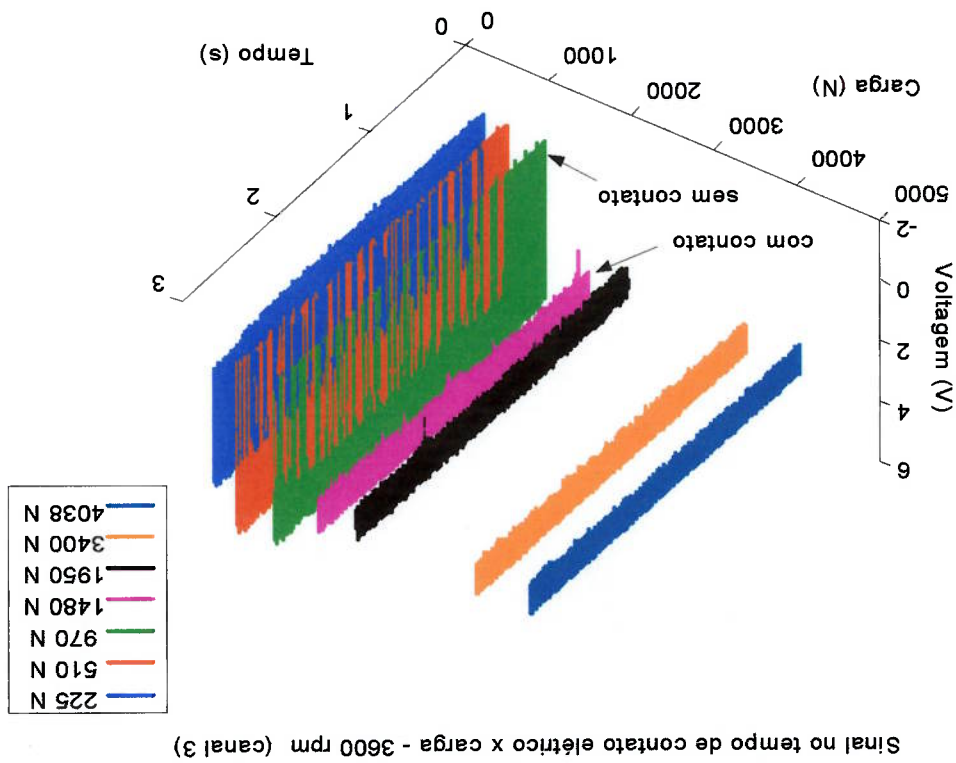 Sinal no tempo de contato elétrico x carga - 3600 rpm (canal 3)
225 N
510 N
970 N
1480 N
1950 N
3400 N
4038 N
6
4
2
0
-2
Voltagem (V)
com contato
sem contato
5000
4000
3000
2000
1000
0
Carga (N)
0
1
2
3
Tempo (s)